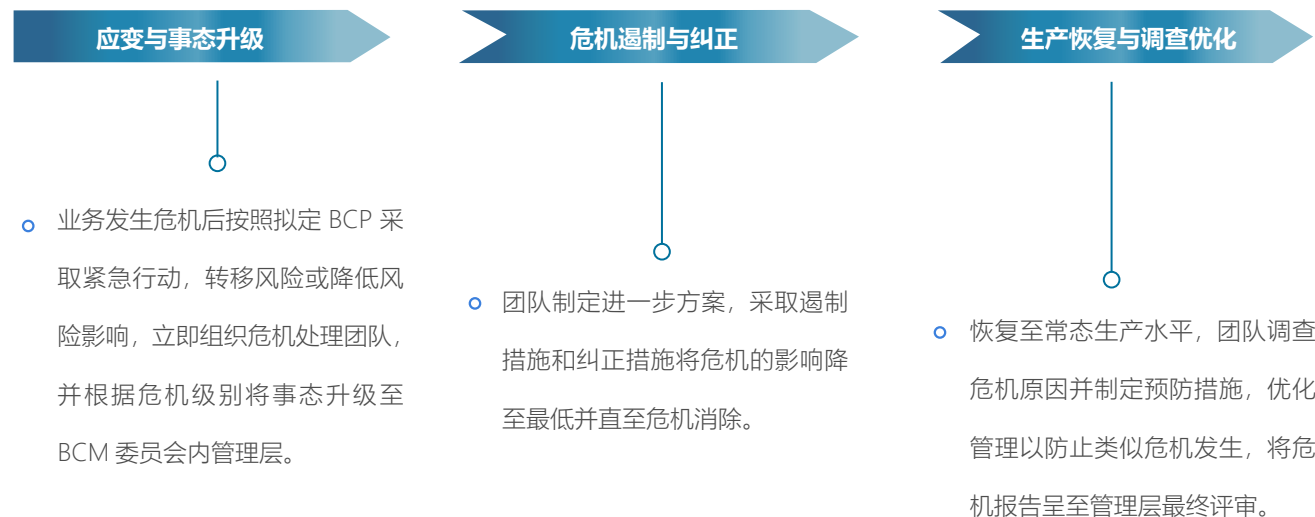 应变与事态升级
业务发生危机后按照拟定 BCP 采
取紧急行动，转移风险或降低风
险影响，立即组织危机处理团队，
并根据危机级别将事态升级至
BCM 委员会内管理层。
危机遏制与纠正
团队制定进一步方案，采取遏制
措施和纠正措施将危机的影响降
至最低并直至危机消除。
生产恢复与调查优化
恢复至常态生产水平，团队调查
危机原因并制定预防措施，优化
管理以防止类似危机发生，将危
机报告呈至管理层最终评审。